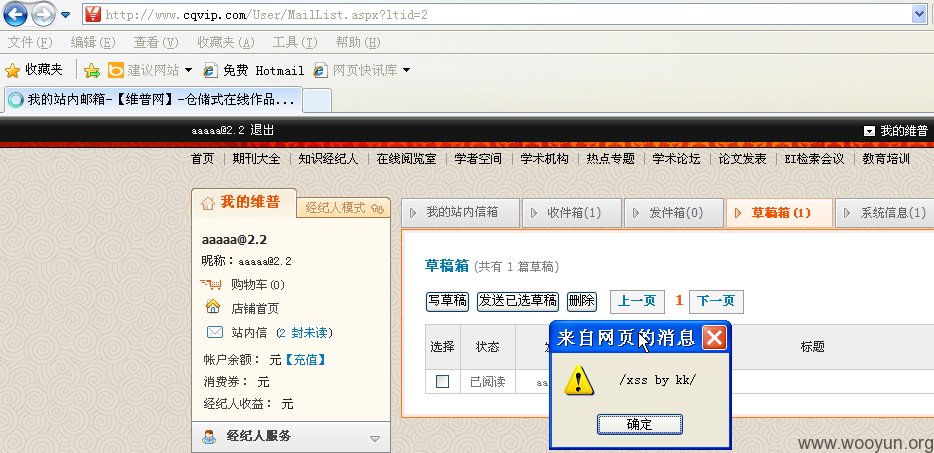 http://www.cqvip.com/User/MailList.aspx?ltid=2
文件(F) 编辑(E) 查看(V) 收藏夹(A) 工具(T) 帮助(H)
收藏夹 建议网站 免费 Hotmail 网页快讯库
我的站内邮箱-【维普网】-仓储式在线作品...
aaaaa@2.2 退出 我的维普
首页 | 期刊大全 | 知识经纪人 | 在线阅览室 | 学者空间 | 学术机构 | 热点专题 | 学术论坛 | 论文发表 | EI检索会议 | 教育培训
我的维普 经纪人模式
我的站内信箱 收件箱(1) 发件箱(0) 草稿箱(1) 系统信息(1)
aaaaa@2.2
昵称：aaaaa@2.2
购物车(0)
店铺首页
站内信 (2 封未读)
帐户余额： 元【充值】
消费券： 元
经纪人收益： 元
经纪人服务
草稿箱 (共有 1 篇草稿)
写草稿 发送已选草稿 删除 上一页 1 下一页
选择 状态 标题
已阅读 aa
来自网页的消息
/xss by kk/
确定
www.wooyun.org